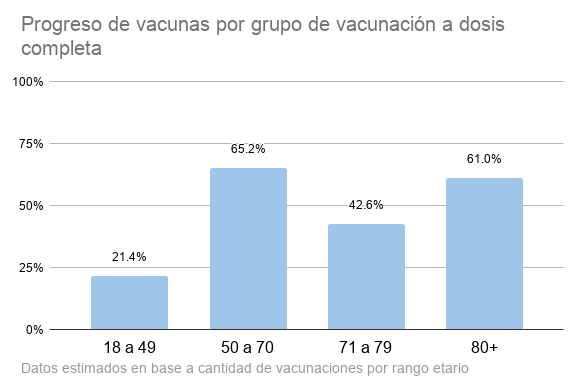 Progreso de vacunas por grupo de vacunación a dosis
completa
100%
75%
65.2%
61.0%
50%
42.6%
25%
21.4%
0%
18 a 49
50 a 70
71 a 79
80+
Datos estimados en base a cantidad de vacunaciones por rango etario